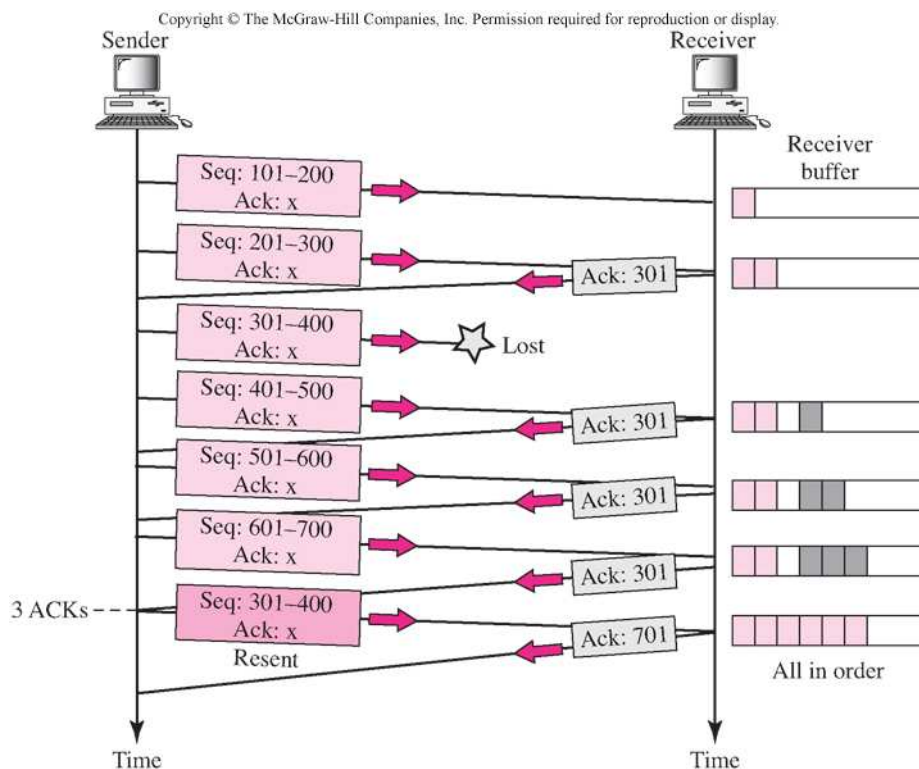 Copyright © The McGraw-Hill Companies, Inc. Permission required for reproduction or display.
Sender
Receiver
Receiver
buffer
Seq: 101–200
Ack: x
Seq: 201–300
Ack: x
Ack: 301
Seq: 301–400
Ack: x
Lost
Seq: 401–500
Ack: x
Ack: 301
Seq: 501–600
Ack: x
Ack: 301
Seq: 601–700
Ack: x
Ack: 301
3 ACKs
Seq: 301–400
Ack: x
Resent
Ack: 701
All in order
Time
Time